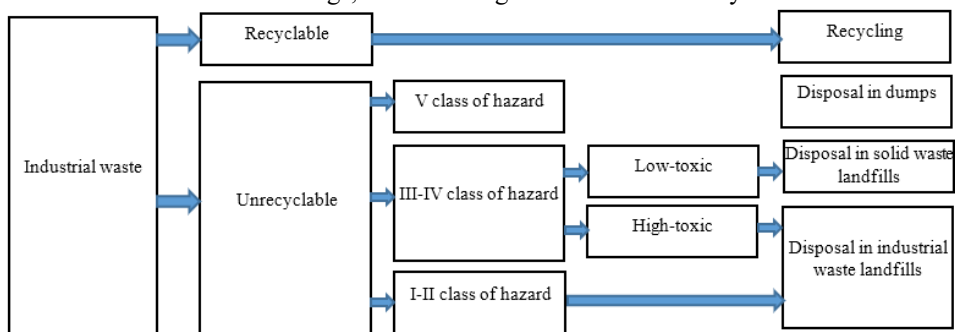 Recyclable
Recycling
V class of hazard
Disposal in dumps
Industrial waste
Unrecyclable
III-IV class of hazard
Low-toxic
Disposal in solid waste
landfills
High-toxic
Disposal in industrial
waste landfills
I-II class of hazard